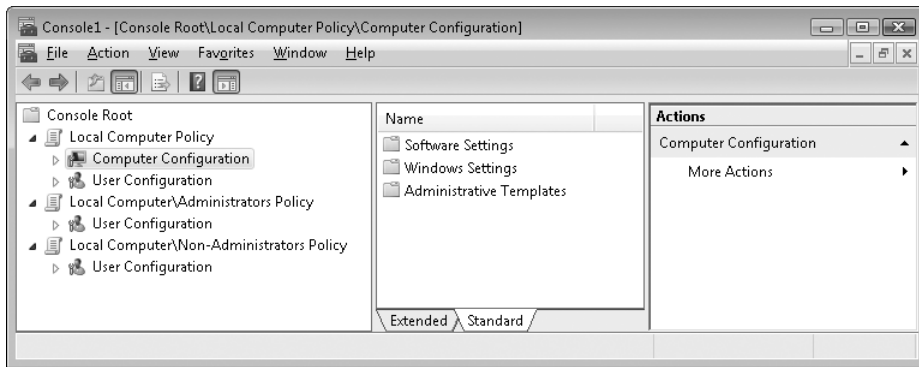 Console1 - [Console Root\Local Computer Policy\Computer Configuration]
File Action View Favorites Window Help
Console Root
Local Computer Policy
Computer Configuration
User Configuration
Local Computer\Administrators Policy
User Configuration
Local Computer\Non-Administrators Policy
User Configuration
Name
Software Settings
Windows Settings
Administrative Templates
Extended Standard
Actions
Computer Configuration
More Actions